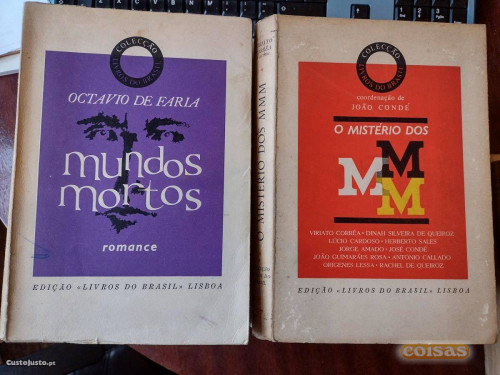 COLECÇÃO
LIVROS DO BRASIL
OCTAVIO DE FARIA
mundos
mortos
romance
EDIÇÃO «LIVROS DO BRASIL» LISBOA
O MISTÉRIO DOS MMM
COLECÇÃO
LIVROS DO BRASIL
coordenação de
JOÃO CONDÉ
O MISTÉRIO DOS
M
M
M
VIRIATO CORRÊA · DINAH SILVEIRA DE QUEIROZ
LÚCIO CARDOSO · HERBERTO SALES
JORGE AMADO · JOSÉ CONDÉ
JOÃO GUIMARÃES ROSA · ANTONIO CALLADO
ORIGENES LESSA · RACHEL DE QUEIROZ
EDIÇÃO «LIVROS DO BRASIL» LISBOA
CustoJusto.pt
coisas